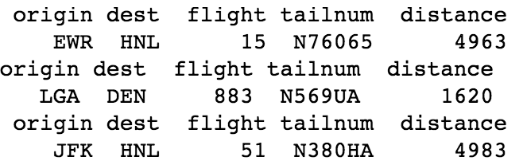 origin dest flight tailnum distance
EWR HNL 15 N76065 4963
origin dest flight tailnum distance
LGA DEN 883 N569UA 1620
origin dest flight tailnum distance
JFK HNL 51 N380HA 4983